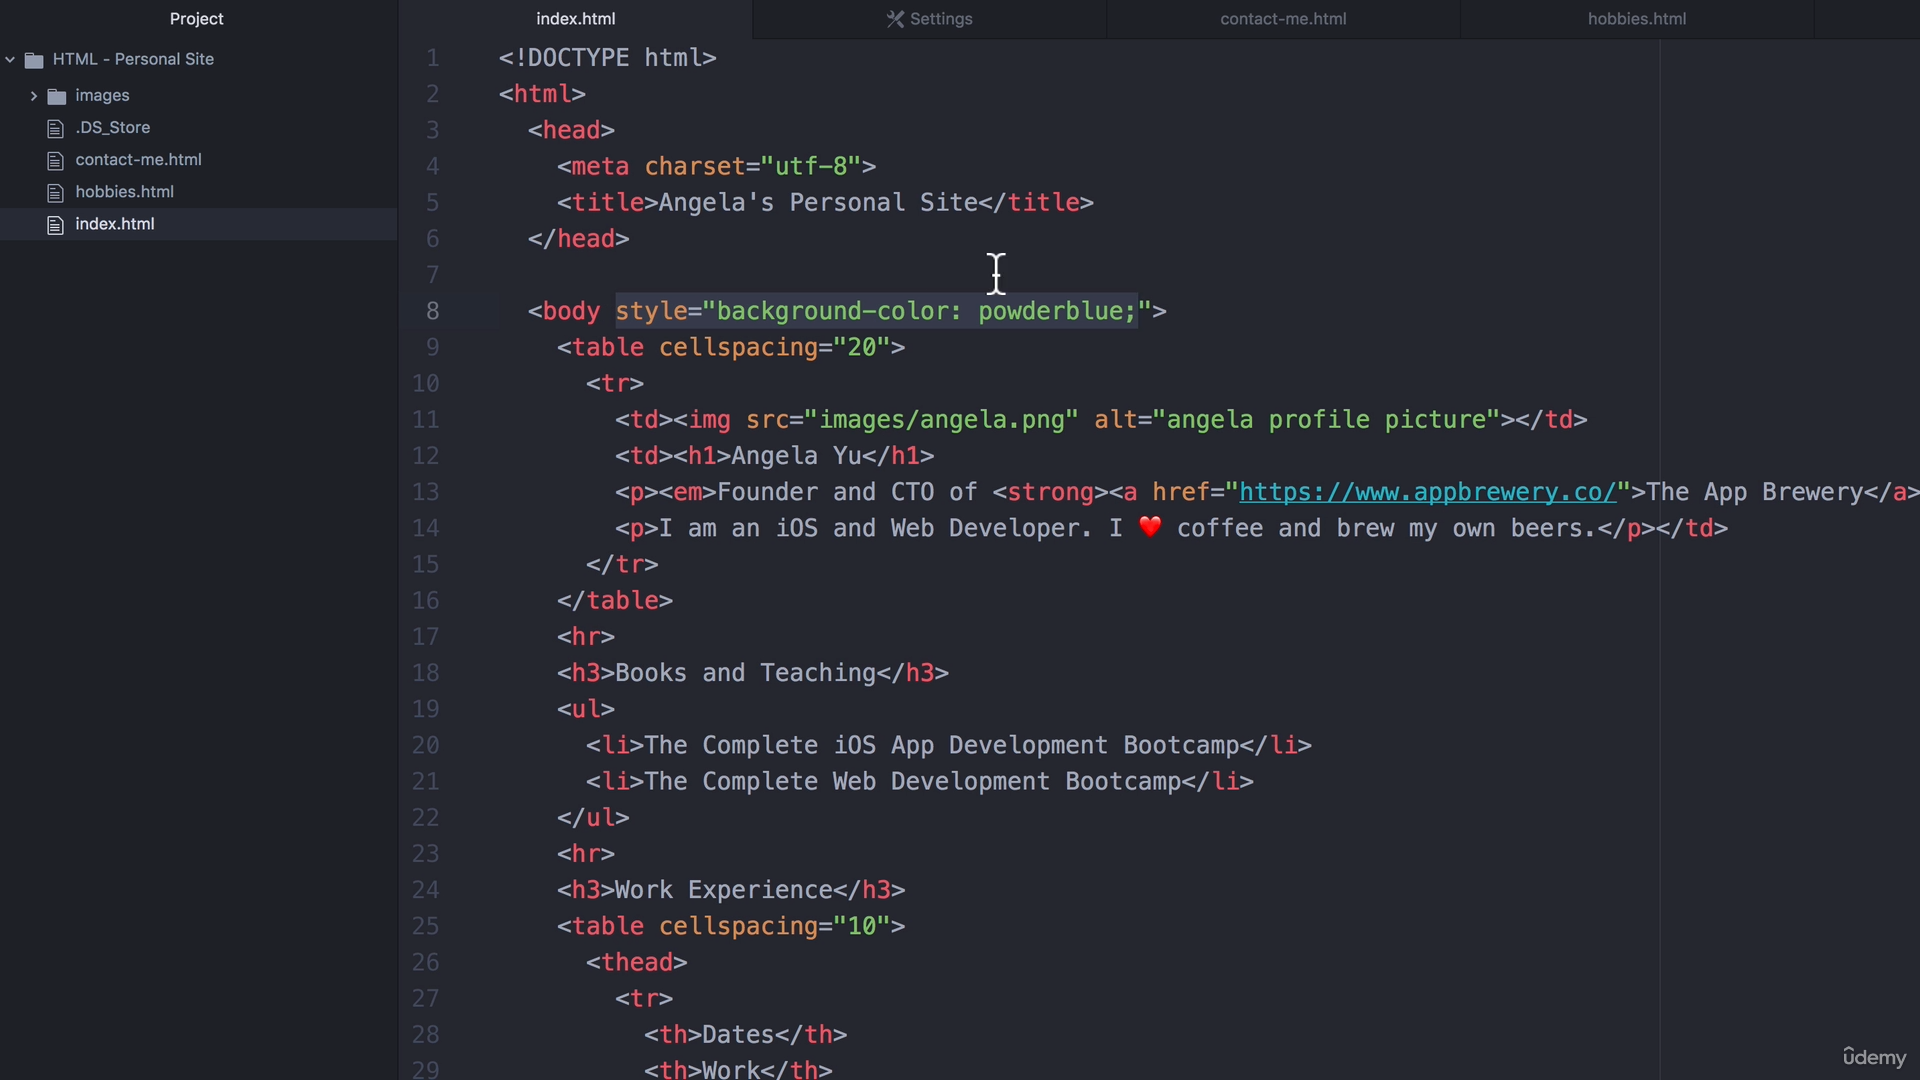 Project
index.html
Settings
contact-me.html
hobbies.html
HTML - Personal Site
images
.DS_Store
contact-me.html
hobbies.html
index.html
1 <!DOCTYPE html>
2 <html>
3 <head>
4 <meta charset="utf-8">
5 <title>Angela's Personal Site</title>
6 </head>
7
8 <body style="background-color: powderblue;">
9 <table cellspacing="20">
10 <tr>
11 <td><img src="images/angela.png" alt="angela profile picture"></td>
12 <td><h1>Angela Yu</h1>
13 <p><em>Founder and CTO of <strong><a href="https://www.appbrewery.co/">The App Brewery</a>
14 <p>I am an iOS and Web Developer. I ❤️ coffee and brew my own beers.</p></td>
15 </tr>
16 </table>
17 <hr>
18 <h3>Books and Teaching</h3>
19 <ul>
20 <li>The Complete iOS App Development Bootcamp</li>
21 <li>The Complete Web Development Bootcamp</li>
22 </ul>
23 <hr>
24 <h3>Work Experience</h3>
25 <table cellspacing="10">
26 <thead>
27 <tr>
28 <th>Dates</th>
29 <th>Work</th>
ûdemy